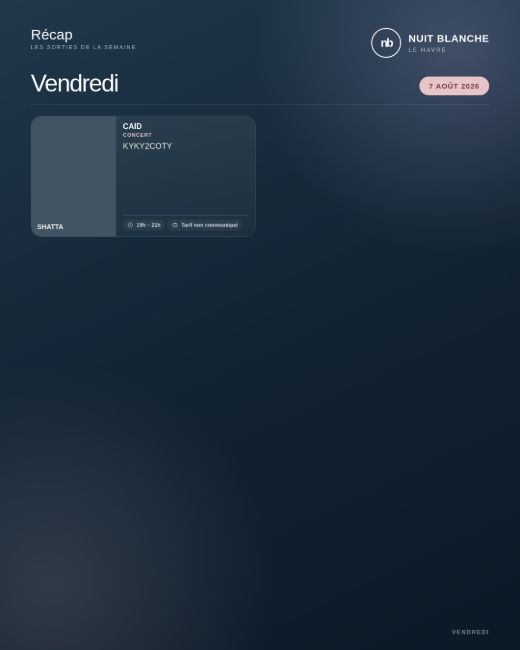 Récap
LES SORTIES DE LA SEMAINE
nb
NUIT BLANCHE
LE HAVRE
Vendredi
7 AOÛT 2026
CAID
CONCERT
KYKY2COTY
SHATTA
19h – 21h
Tarif non communiqué
VENDREDI